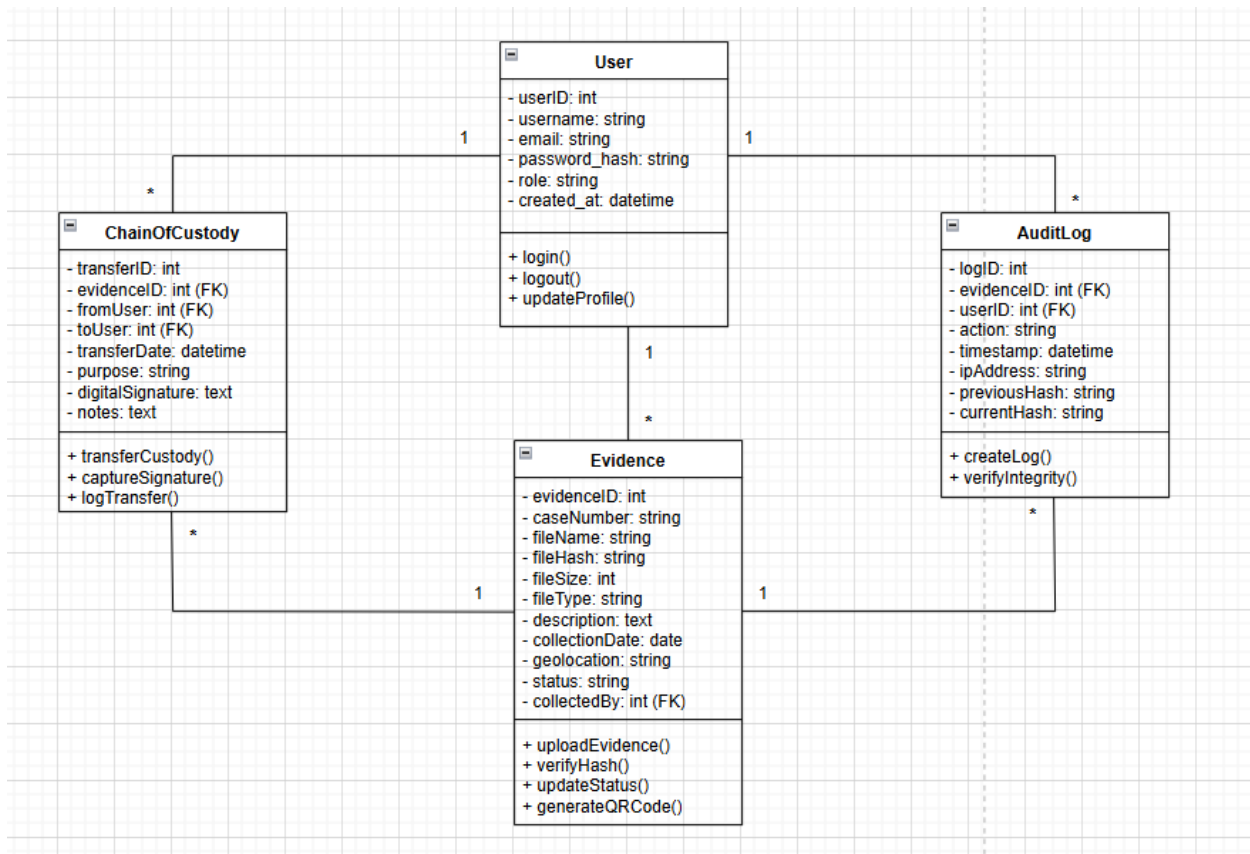 User
- userID: int
- username: string
- email: string
- password_hash: string
- role: string
- created_at: datetime
+ login()
+ logout()
+ updateProfile()
1
1
*
*
ChainOfCustody
- transferID: int
- evidenceID: int (FK)
- fromUser: int (FK)
- toUser: int (FK)
- transferDate: datetime
- purpose: string
- digitalSignature: text
- notes: text
+ transferCustody()
+ captureSignature()
+ logTransfer()
AuditLog
- logID: int
- evidenceID: int (FK)
- userID: int (FK)
- action: string
- timestamp: datetime
- ipAddress: string
- previousHash: string
- currentHash: string
+ createLog()
+ verifyIntegrity()
1
*
*
*
1
1
Evidence
- evidenceID: int
- caseNumber: string
- fileName: string
- fileHash: string
- fileSize: int
- fileType: string
- description: text
- collectionDate: date
- geolocation: string
- status: string
- collectedBy: int (FK)
+ uploadEvidence()
+ verifyHash()
+ updateStatus()
+ generateQRCode()